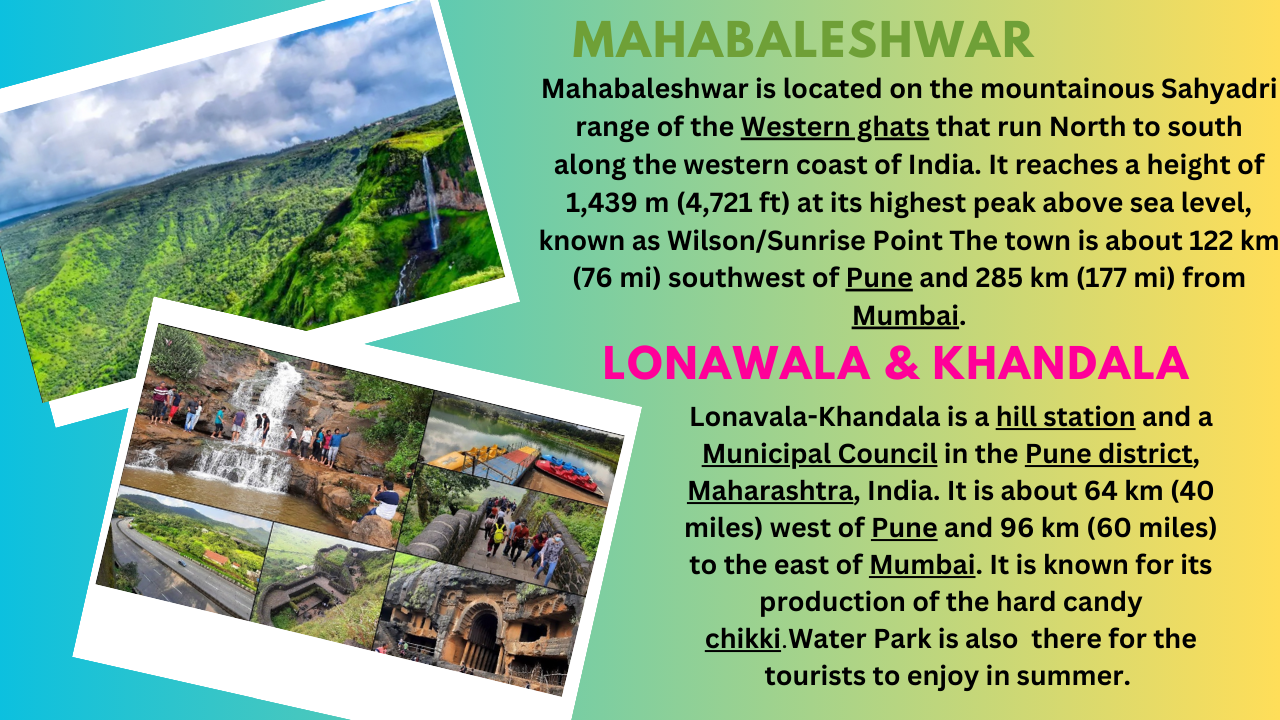 MAHABALESHWAR
Mahabaleshwar is located on the mountainous Sahyadri
range of the Western ghats that run North to south
along the western coast of India. It reaches a height of
1,439 m (4,721 ft) at its highest peak above sea level,
known as Wilson/Sunrise Point The town is about 122 km
(76 mi) southwest of Pune and 285 km (177 mi) from
Mumbai.
LONAWALA & KHANDALA
Lonavala-Khandala is a hill station and a
Municipal Council in the Pune district,
Maharashtra, India. It is about 64 km (40
miles) west of Pune and 96 km (60 miles)
to the east of Mumbai. It is known for its
production of the hard candy
chikki.Water Park is also  there for the
tourists to enjoy in summer.